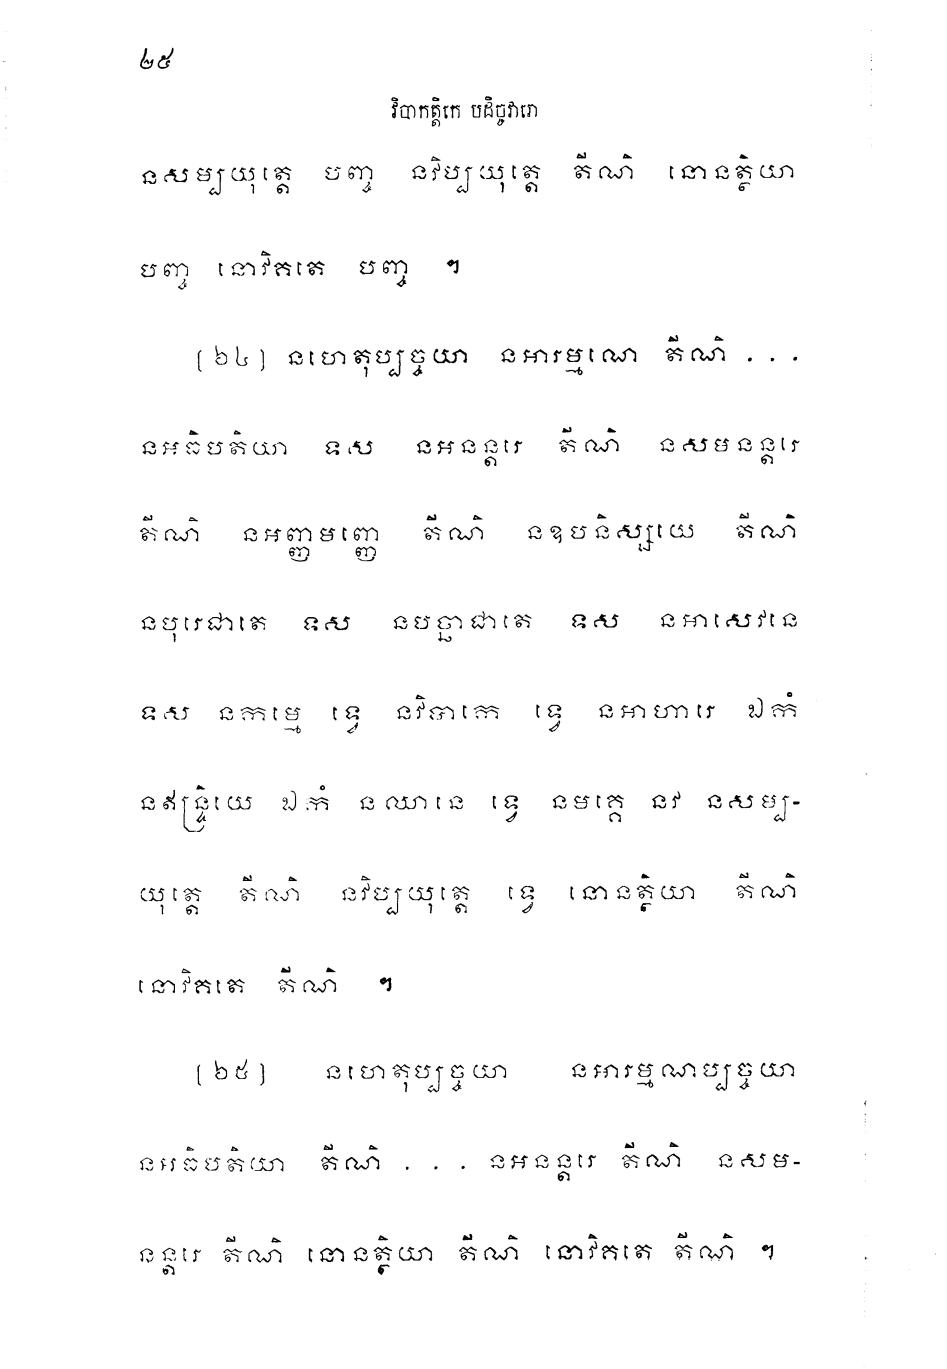 ២៥
វិបាកត្តិកេ បដិច្ចវារោ
នសម្បយុត្តេ បញ្ច នវិប្បយុត្តេ តីណិ នោនត្ថិយា
បញ្ច នោវិគតេ បញ្ច ។
(២៤) នហេតុប្បច្ចយា នអារម្មណេ តីណិ . . .
នអធិបតិយា ទស នអនន្តរេ តីណិ នសមនន្តរេ
តីណិ នអញ្ញមញ្ញេ តីណិ នឧបនិស្សយេ តីណិ
នបុរេជាតេ ទស នបច្ឆាជាតេ ទស នអាសេវនេ
ទស នកម្មេ ទ្វេ នវិបាកេ ទ្វេ នអាហារេ ឯកំ
នឥន្ទ្រិយេ ឯកំ នឈានេ ទ្វេ នមគ្គេ នវ នសម្ប-
យុត្តេ តីណិ នវិប្បយុត្តេ ទ្វេ នោនត្ថិយា តីណិ
នោវិគតេ តីណិ ។
(២៥) នហេតុប្បច្ចយា នអារម្មណប្បច្ចយា
នអធិបតិយា តីណិ . . . នអនន្តរេ តីណិ នសម-
នន្តរេ តីណិ នោនត្ថិយា តីណិ នោវិគតេ តីណិ ។